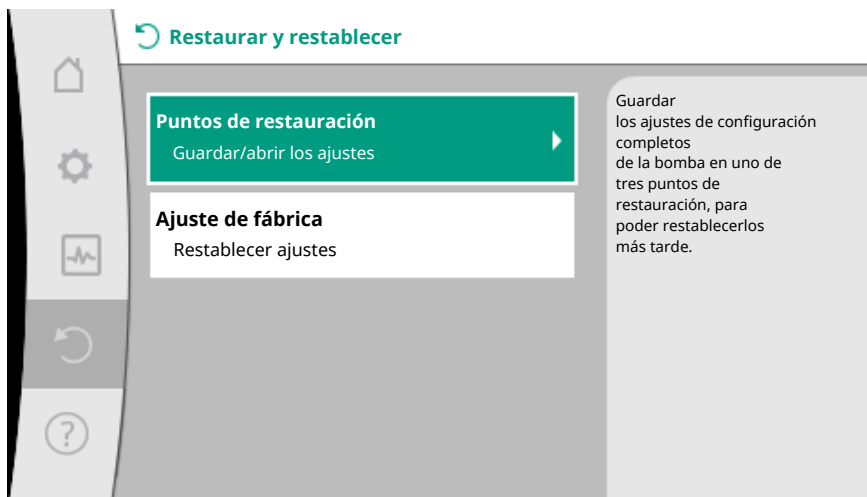 Restaurar y restablecer
Puntos de restauración
Guardar/abrir los ajustes
Ajuste de fábrica
Restablecer ajustes
Guardar
los ajustes de configuración
completos
de la bomba en uno de
tres puntos de
restauración, para
poder restablecerlos
más tarde.
?